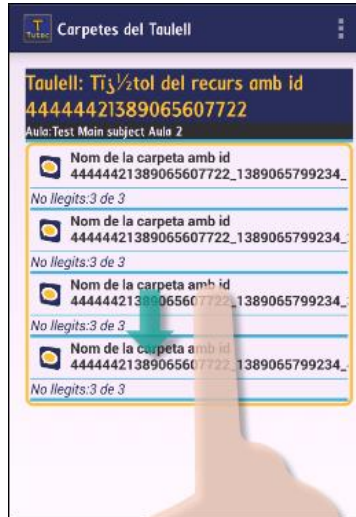 Tutoc
Carpetes del Taulell
Taulell: Tï¿½tol del recurs amb id
44444421389065607722
Aula:Test Main subject Aula 2
Nom de la carpeta amb id
44444421389065607722_1389065799234_
No llegits:3 de 3
Nom de la carpeta amb id
44444421389065607722_1389065799234_
No llegits:3 de 3
Nom de la carpeta amb id
44444421389065607722_1389065799234_
No llegits:3 de 3
Nom de la carpeta amb id
44444421389065607722_1389065799234_
No llegits:3 de 3